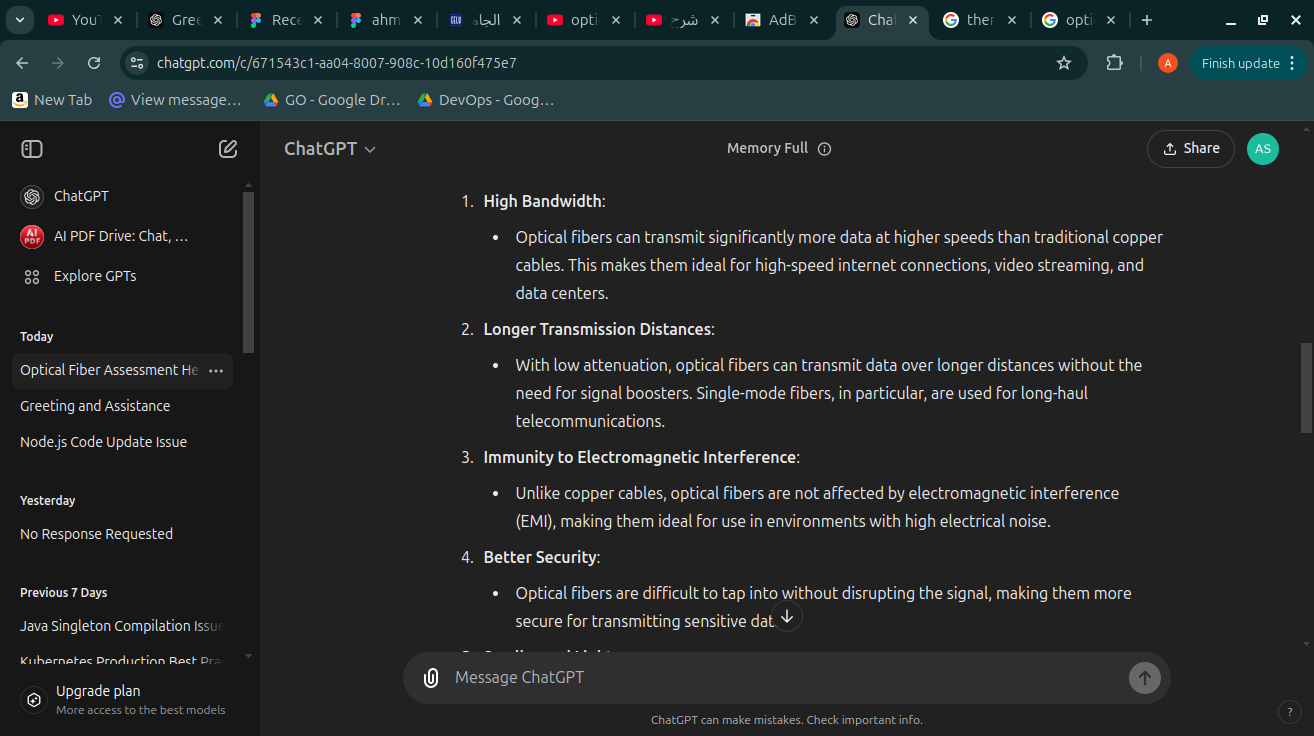 YouT
Gree
Rece
ahm
GELU
الجام
opti
شرح
AdB
Chat
ther
opti
chatgpt.com/c/671543c1-aa04-8007-908c-10d160f475e7
A
Finish update
New Tab
View message...
GO - Google Dr...
DevOps - Goog...
ChatGPT
Memory Full
Share
AS
ChatGPT
AI PDF
AI PDF Drive: Chat, ...
Explore GPTs
Today
Optical Fiber Assessment He
Greeting and Assistance
Node.js Code Update Issue
Yesterday
No Response Requested
Previous 7 Days
Java Singleton Compilation Issue
Kubernetes Production Best Pra
Upgrade plan
More access to the best models
1. High Bandwidth:
• Optical fibers can transmit significantly more data at higher speeds than traditional copper
cables. This makes them ideal for high-speed internet connections, video streaming, and
data centers.
2. Longer Transmission Distances:
• With low attenuation, optical fibers can transmit data over longer distances without the
need for signal boosters. Single-mode fibers, in particular, are used for long-haul
telecommunications.
3. Immunity to Electromagnetic Interference:
• Unlike copper cables, optical fibers are not affected by electromagnetic interference
(EMI), making them ideal for use in environments with high electrical noise.
4. Better Security:
• Optical fibers are difficult to tap into without disrupting the signal, making them more
secure for transmitting sensitive dat
Message ChatGPT
ChatGPT can make mistakes. Check important info.
?